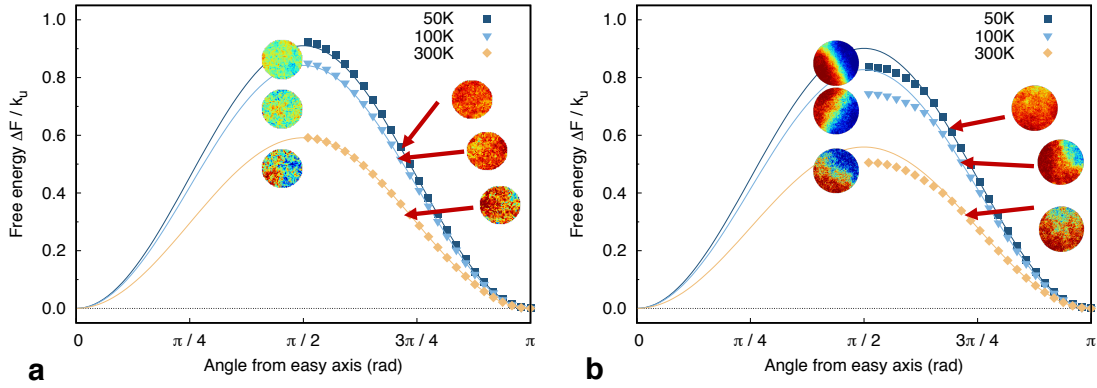 50K
100K
300K
Free energy ΔF / k_u
1.0
0.8
0.6
0.4
0.2
0.0
0
π / 4
π / 2
3π / 4
π
Angle from easy axis (rad)
a
50K
100K
300K
Free energy ΔF / k_u
1.0
0.8
0.6
0.4
0.2
0.0
0
π / 4
π / 2
3π / 4
π
Angle from easy axis (rad)
b